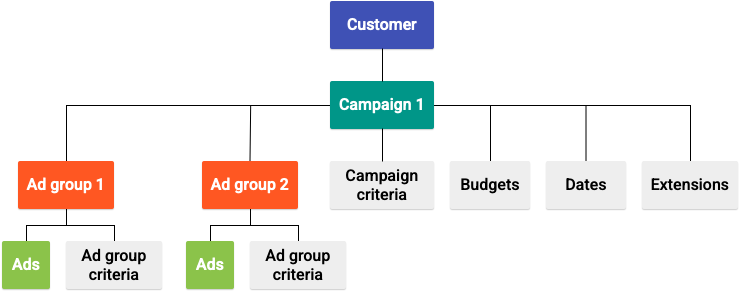 Customer
Campaign 1
Ad group 1
Ad group 2
Campaign
criteria
Budgets
Dates
Extensions
Ads
Ad group
criteria
Ads
Ad group
criteria